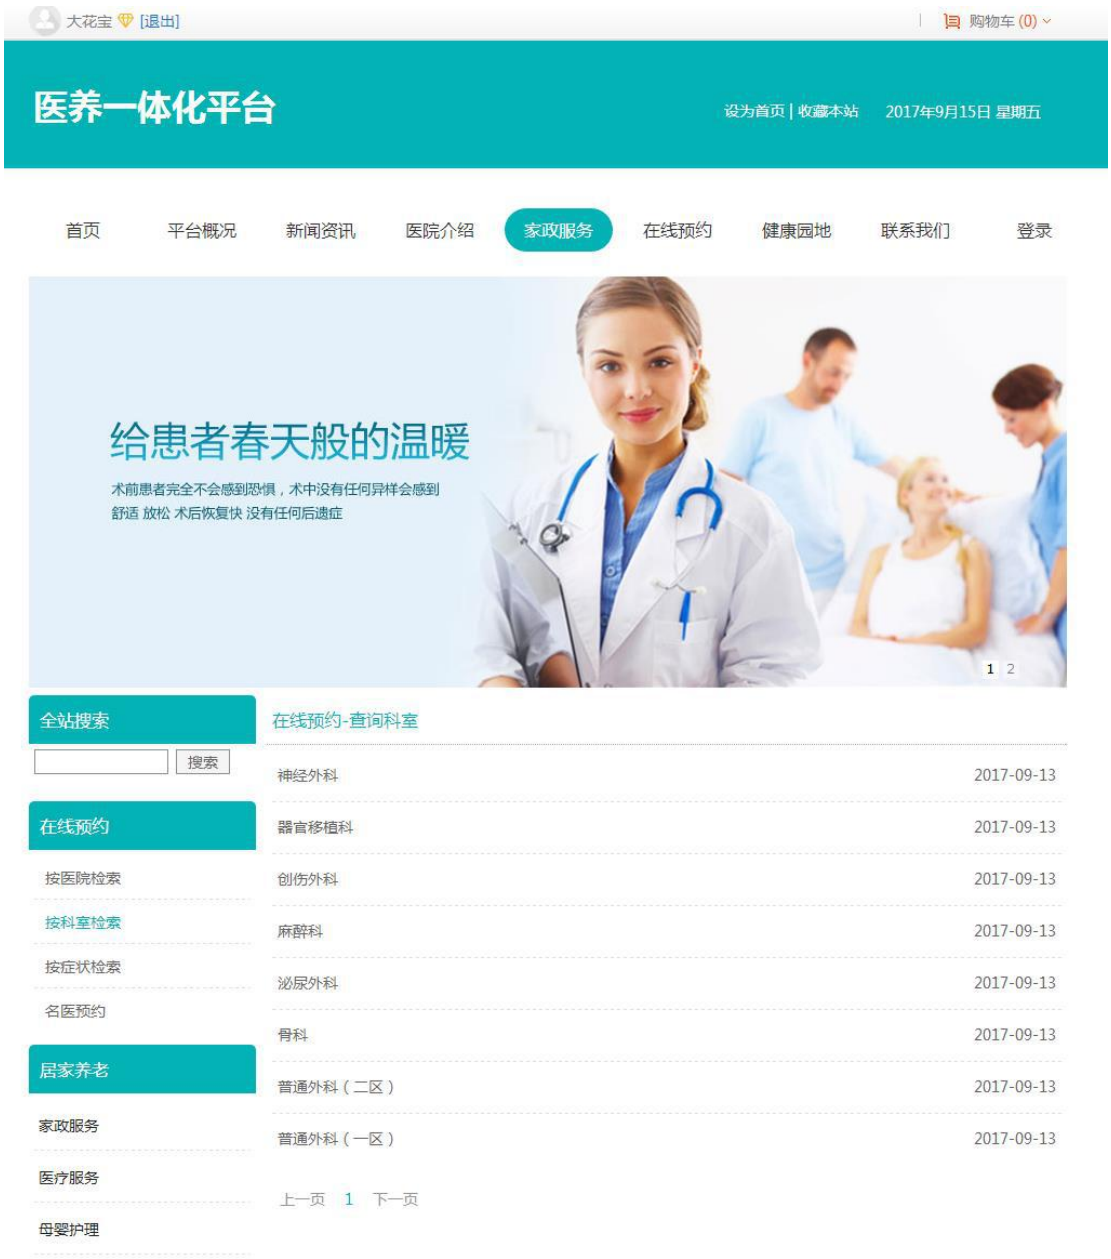 大花宝 [退出] 购物车(0)
医养一体化平台
设为首页 | 收藏本站 2017年9月15日 星期五
首页 平台概况 新闻资讯 医院介绍 家政服务 在线预约 健康园地 联系我们 登录
给患者春天般的温暖
术前患者完全不会感到恐惧，术中没有任何异样会感到
舒适 放松 术后恢复快 没有任何后遗症
1 2
全站搜索
搜索
在线预约
按医院检索
按科室检索
按症状检索
名医预约
居家养老
家政服务
医疗服务
母婴护理
在线预约-查询科室
神经外科 2017-09-13
器官移植科 2017-09-13
创伤外科 2017-09-13
麻醉科 2017-09-13
泌尿外科 2017-09-13
骨科 2017-09-13
普通外科（二区） 2017-09-13
普通外科（一区） 2017-09-13
上一页 1 下一页